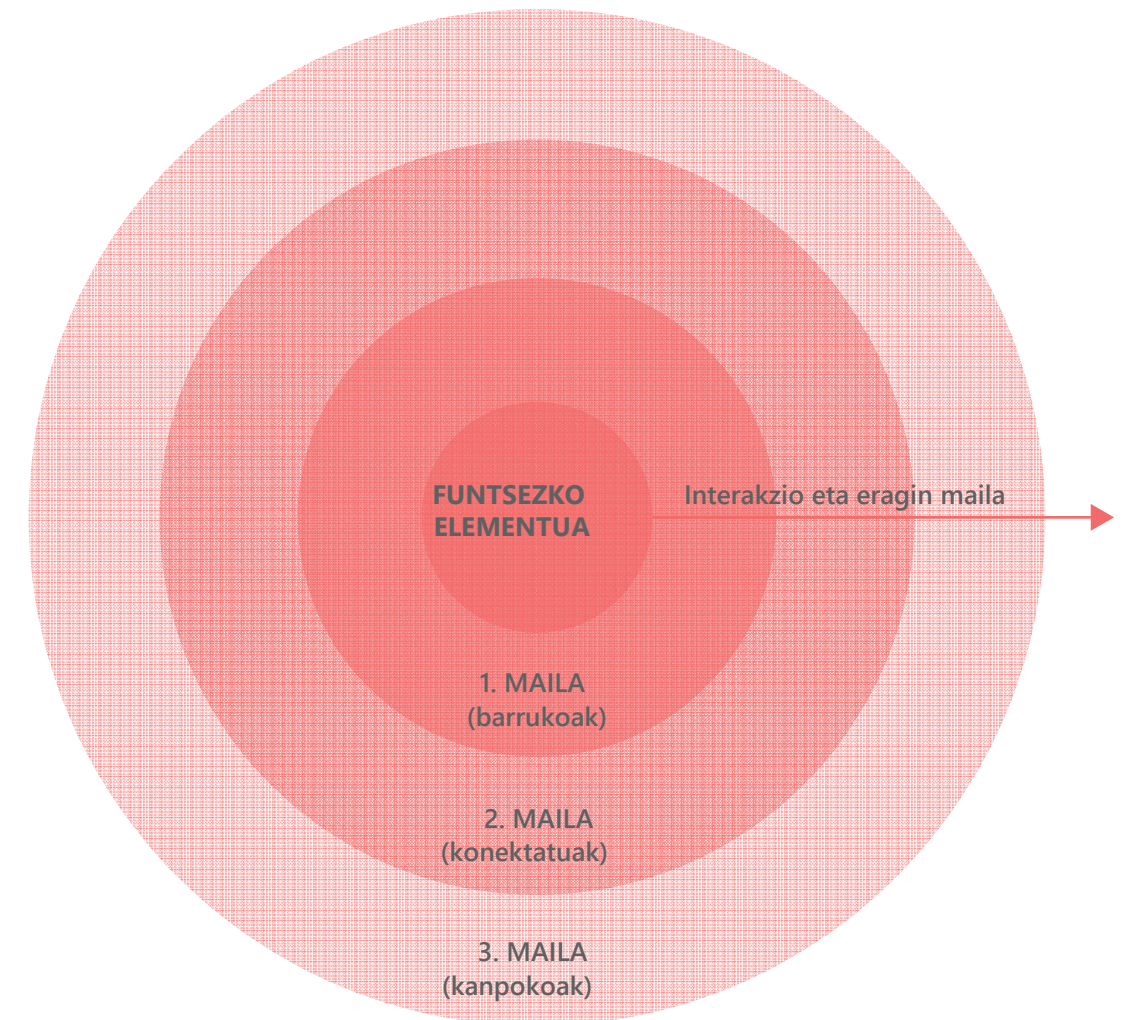 FUNTSEZKO
ELEMENTUA
Interakzio eta eragin maila
1. MAILA
(barrukoak)
2. MAILA
(konektatuak)
3. MAILA
(kanpokoak)